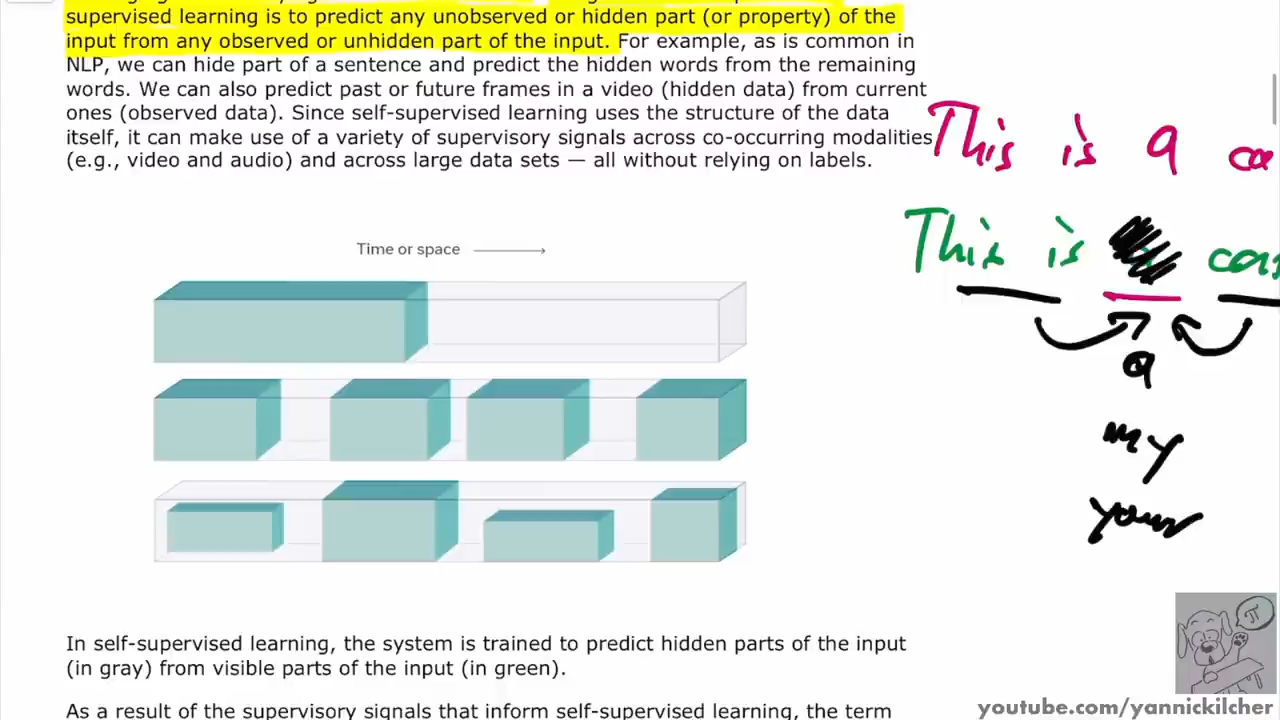 supervised learning is to predict any unobserved or hidden part (or property) of the
input from any observed or unhidden part of the input. For example, as is common in
NLP, we can hide part of a sentence and predict the hidden words from the remaining
words. We can also predict past or future frames in a video (hidden data) from current
ones (observed data). Since self-supervised learning uses the structure of the data
itself, it can make use of a variety of supervisory signals across co-occurring modalities
(e.g., video and audio) and across large data sets — all without relying on labels.
This is a
This is
a
my
your
Time or space
In self-supervised learning, the system is trained to predict hidden parts of the input
(in gray) from visible parts of the input (in green).
As a result of the supervisory signals that inform self-supervised learning, the term
π
youtube.com/yannickilcher